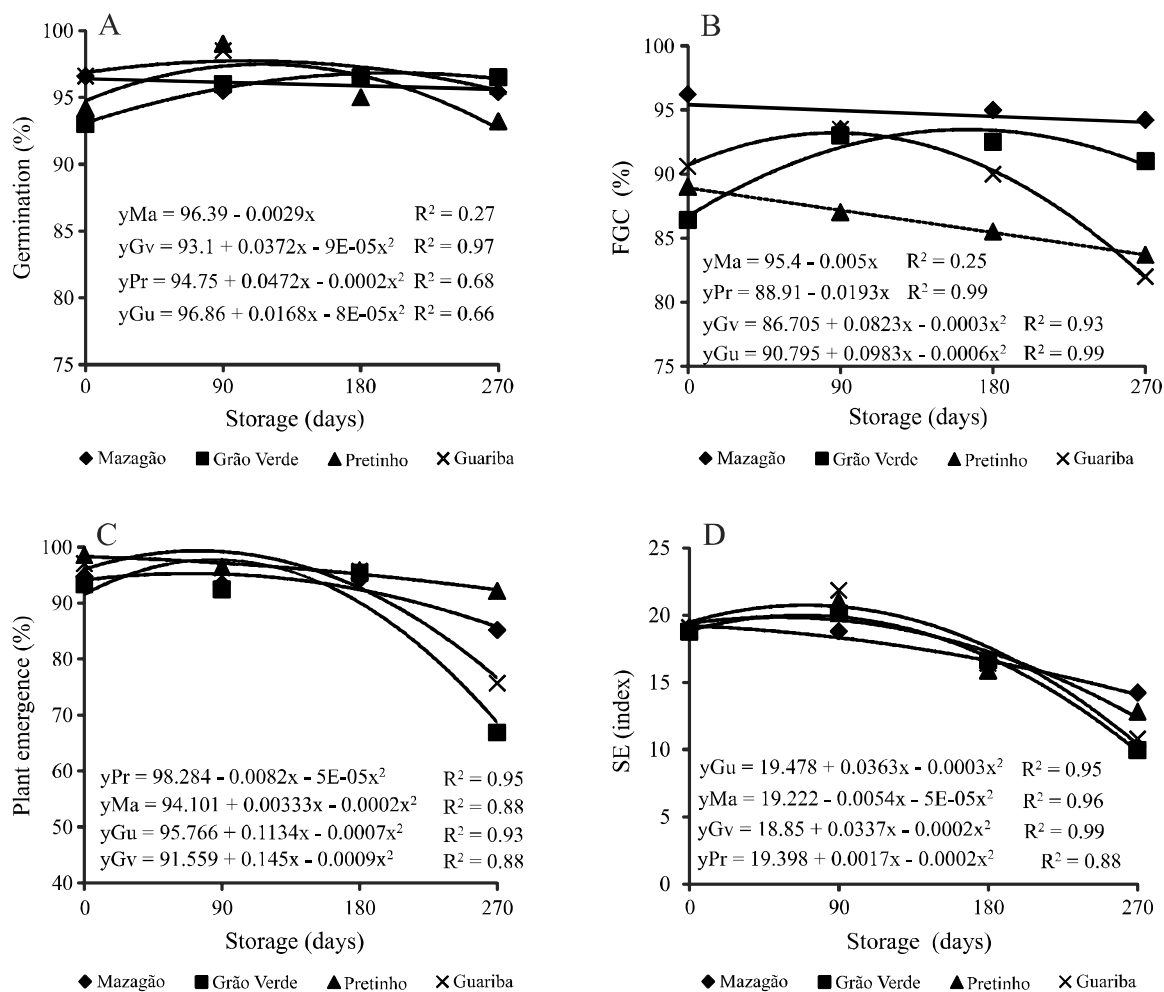 A
Germination (%)
100
95
90
85
80
75
yMa = 96.39 - 0.0029x R² = 0.27
yGv = 93.1 + 0.0372x - 9E-05x² R² = 0.97
yPr = 94.75 + 0.0472x - 0.0002x² R² = 0.68
yGu = 96.86 + 0.0168x - 8E-05x² R² = 0.66
0 90 180 270
Storage (days)
Mazagão Grão Verde Pretinho Guariba
B
FGC (%)
100
95
90
85
80
75
yMa = 95.4 - 0.005x R² = 0.25
yPr = 88.91 - 0.0193x R² = 0.99
yGv = 86.705 + 0.0823x - 0.0003x² R² = 0.93
yGu = 90.795 + 0.0983x - 0.0006x² R² = 0.99
0 90 180 270
Storage (days)
Mazagão Grão Verde Pretinho Guariba
C
Plant emergence (%)
100
90
80
70
60
50
40
yPr = 98.284 - 0.0082x - 5E-05x² R² = 0.95
yMa = 94.101 + 0.00333x - 0.0002x² R² = 0.88
yGu = 95.766 + 0.1134x - 0.0007x² R² = 0.93
yGv = 91.559 + 0.145x - 0.0009x² R² = 0.88
0 90 180 270
Storage (days)
Mazagão Grão Verde Pretinho Guariba
D
SE (index)
25
20
15
10
5
0
yGu = 19.478 + 0.0363x - 0.0003x² R² = 0.95
yMa = 19.222 - 0.0054x - 5E-05x² R² = 0.96
yGv = 18.85 + 0.0337x - 0.0002x² R² = 0.99
yPr = 19.398 + 0.0017x - 0.0002x² R² = 0.88
0 90 180 270
Storage (days)
Mazagão Grão Verde Pretinho Guariba